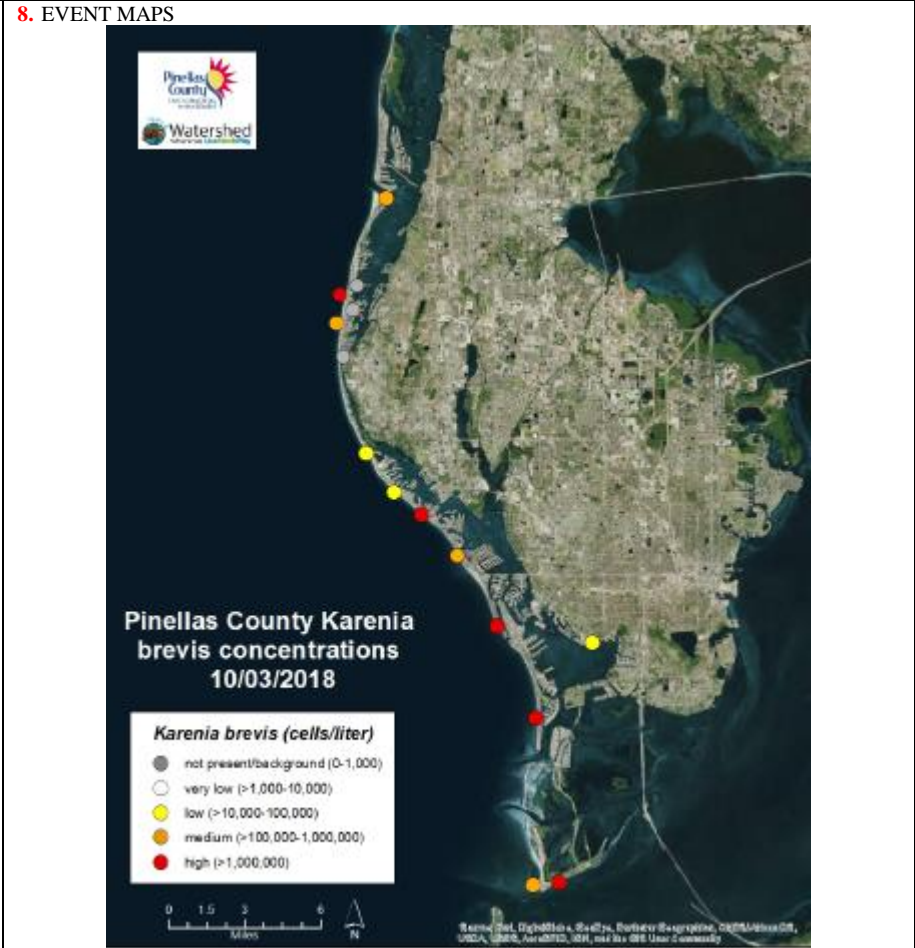 8. EVENT MAPS
Pinellas
County
Watershed
Pinellas County Karenia
brevis concentrations
10/03/2018
Karenia brevis (cells/liter)
not present/background (0-1,000)
very low (>1,000-10,000)
low (>10,000-100,000)
medium (>100,000-1,000,000)
high (>1,000,000)
0 1.5 3 6
Miles
N